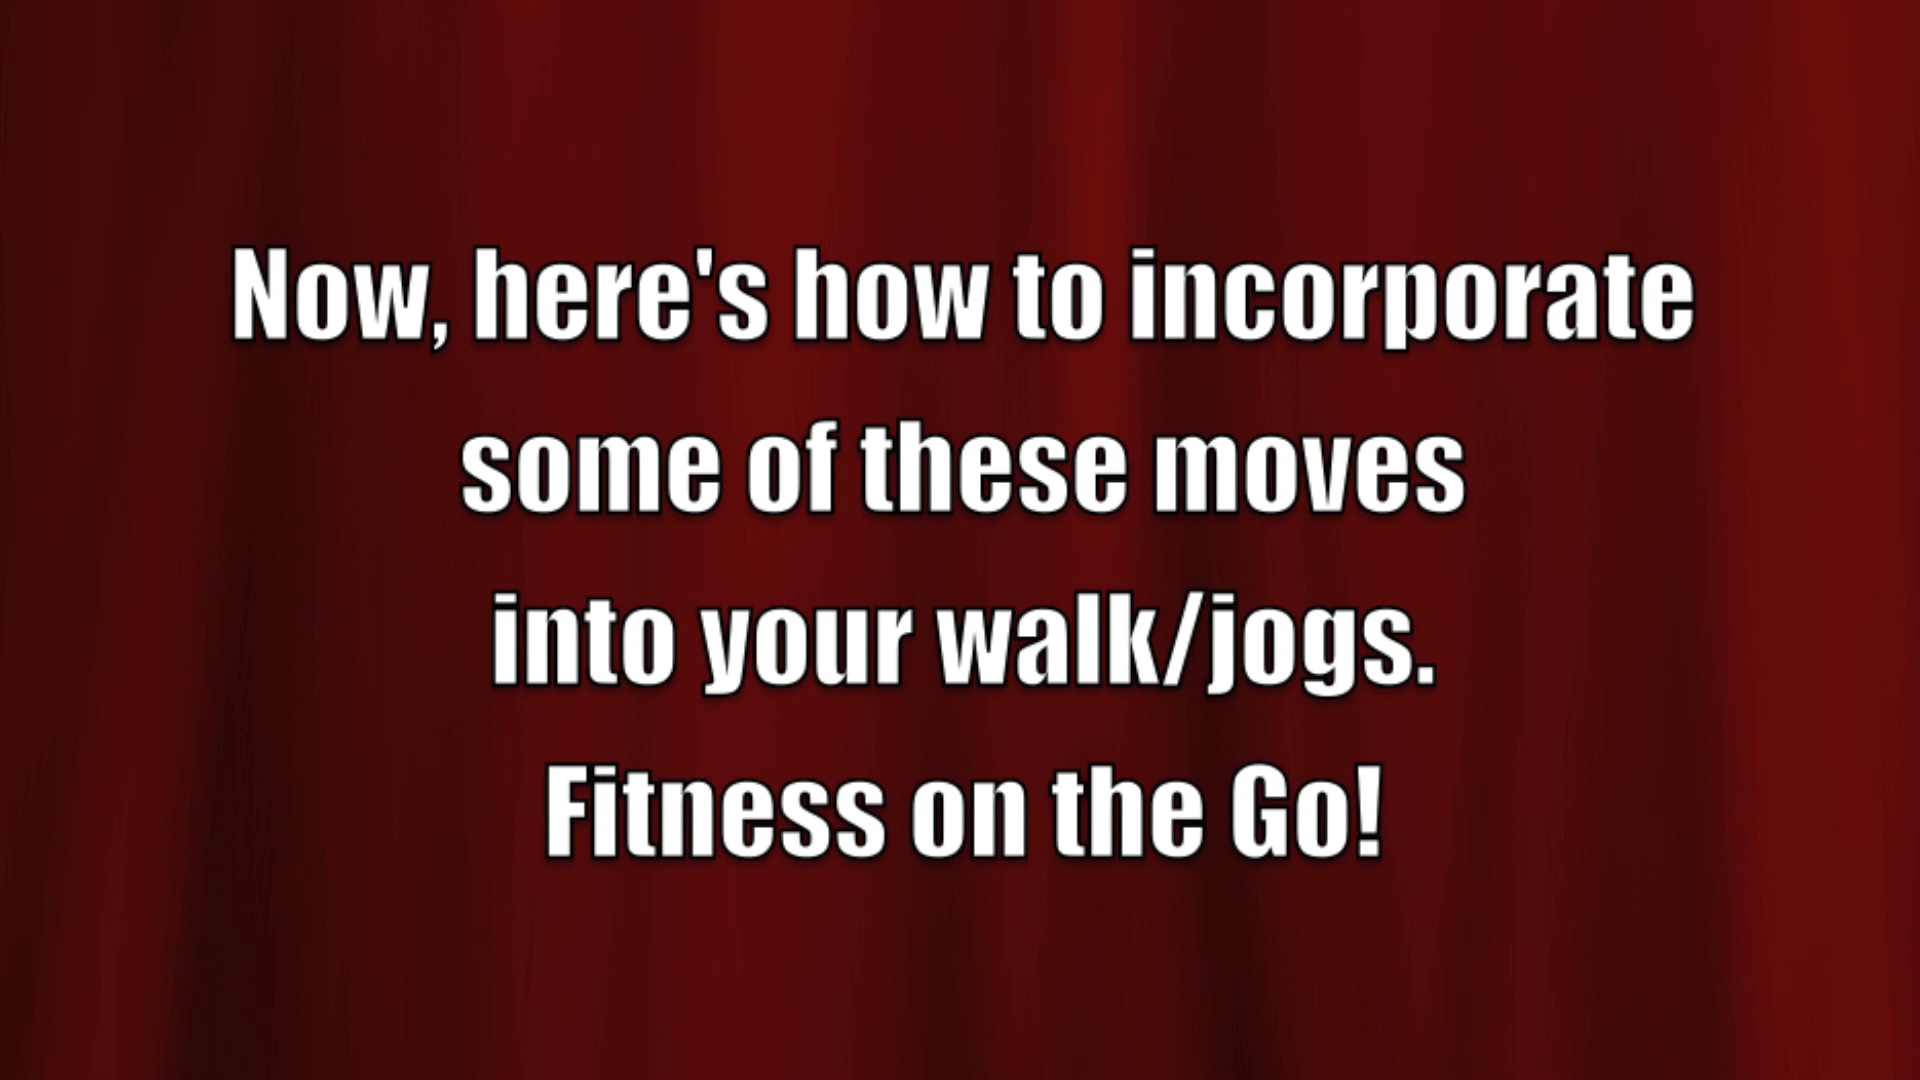 Now, here's how to incorporate
some of these moves
into your walk/jogs.
Fitness on the Go!